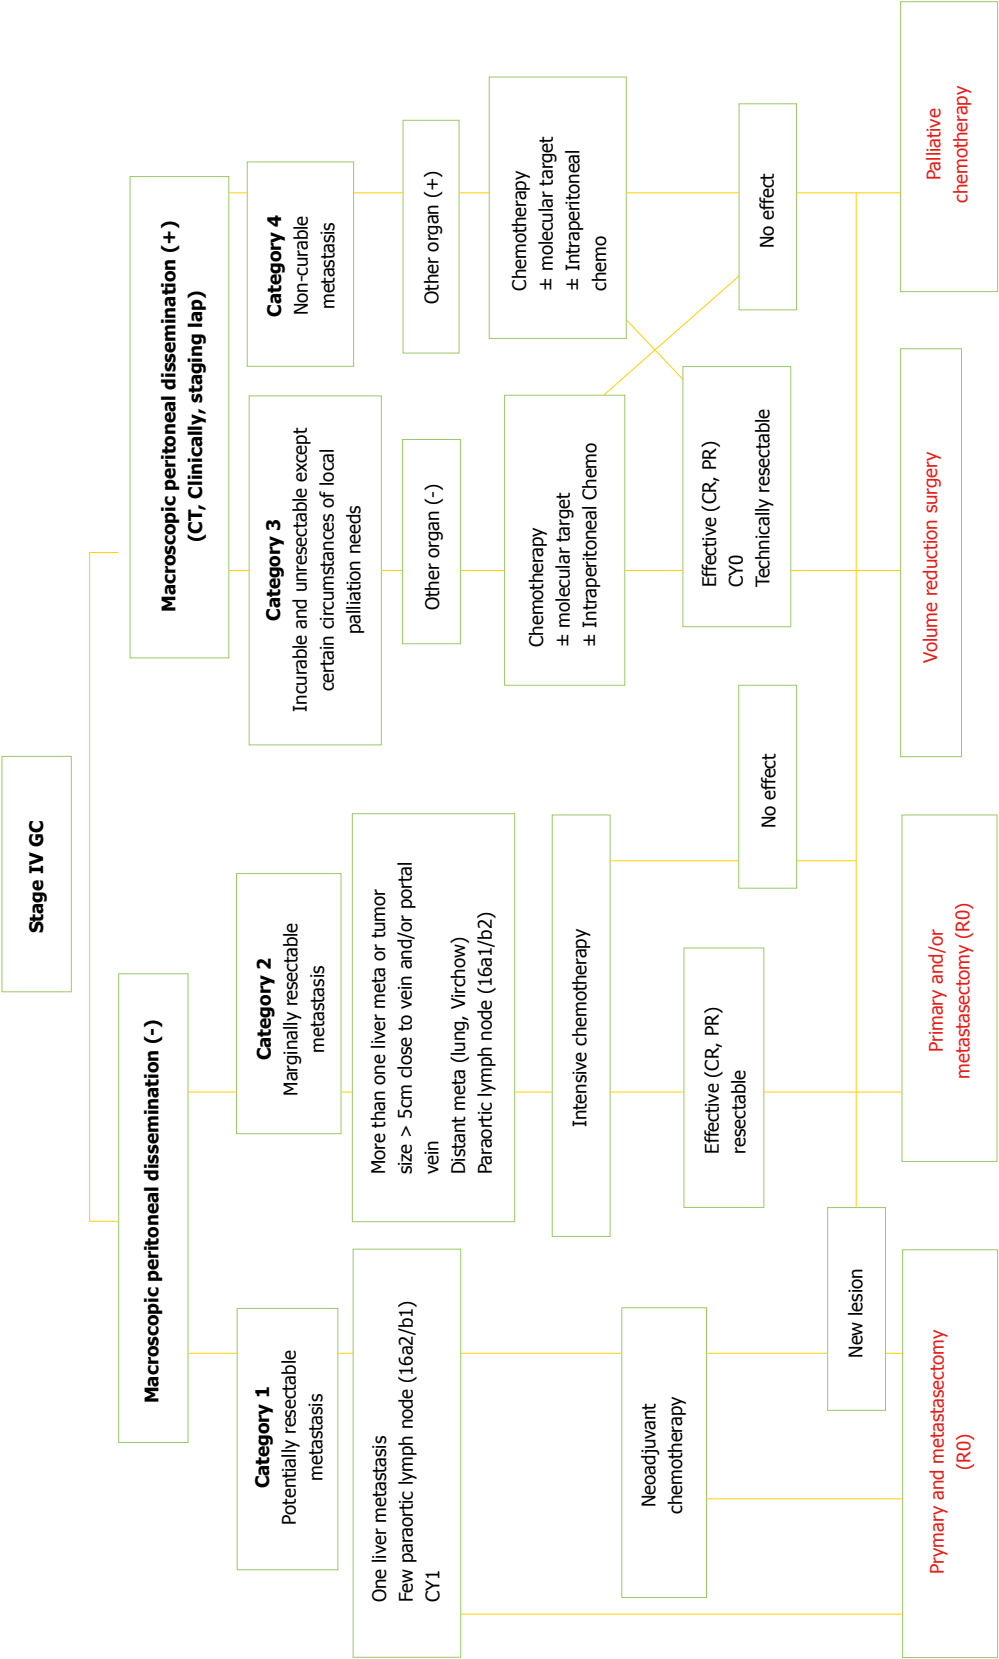 Stage IV GC
Macroscopic peritoneal dissemination (-)
Macroscopic peritoneal dissemination (+)
(CT, Clinically, staging lap)
Category 1
Potentially resectable
metastasis
Category 2
Marginally resectable
metastasis
Category 3
Incurable and unresectable except
certain circumstances of local
palliation needs
Category 4
Non-curable
metastasis
One liver metastasis
Few paraortic lymph node (16a2/b1)
CY1
More than one liver meta or tumor
size > 5cm close to vein and/or portal
vein
Distant meta (lung, Virchow)
Paraortic lymph node (16a1/b2)
Other organ (-)
Other organ (+)
Neoadjuvant
chemotherapy
Intensive chemotherapy
Chemotherapy
± molecular target
± Intraperitoneal Chemo
Chemotherapy
± molecular target
± Intraperitoneal
chemo
Effective (CR, PR)
resectable
No effect
Effective (CR, PR)
CY0
Technically resectable
No effect
New lesion
Prymary and metastasectomy
(R0)
Primary and/or
metastasectomy (R0)
Volume reduction surgery
Palliative
chemotherapy